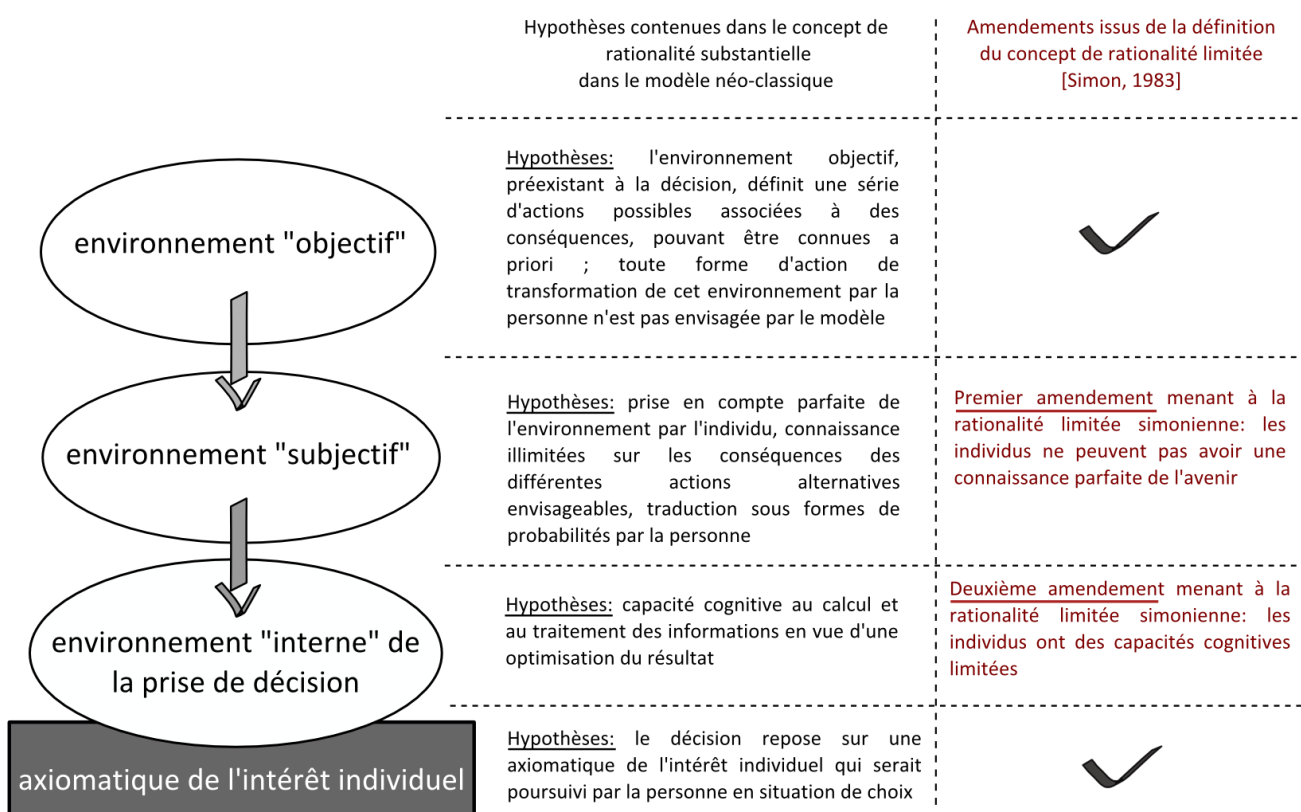 Hypothèses contenues dans le concept de
rationalité substantielle
dans le modèle néo-classique
Amendements issus de la définition
du concept de rationalité limitée
[Simon, 1983]
environnement "objectif"
Hypothèses: l'environnement objectif,
préexistant à la décision, définit une série
d'actions possibles associées à des
conséquences, pouvant être connues a
priori ; toute forme d'action de
transformation de cet environnement par la
personne n'est pas envisagée par le modèle
environnement "subjectif"
Hypothèses: prise en compte parfaite de
l'environnement par l'individu, connaissance
illimitées sur les conséquences des
différentes actions alternatives
envisageables, traduction sous formes de
probabilités par la personne
Premier amendement menant à la
rationalité limitée simonienne: les
individus ne peuvent pas avoir une
connaissance parfaite de l'avenir
environnement "interne" de
la prise de décision
Hypothèses: capacité cognitive au calcul et
au traitement des informations en vue d'une
optimisation du résultat
Deuxième amendement menant à la
rationalité limitée simonienne: les
individus ont des capacités cognitives
limitées
axiomatique de l'intérêt individuel
Hypothèses: le décision repose sur une
axiomatique de l'intérêt individuel qui serait
poursuivi par la personne en situation de choix